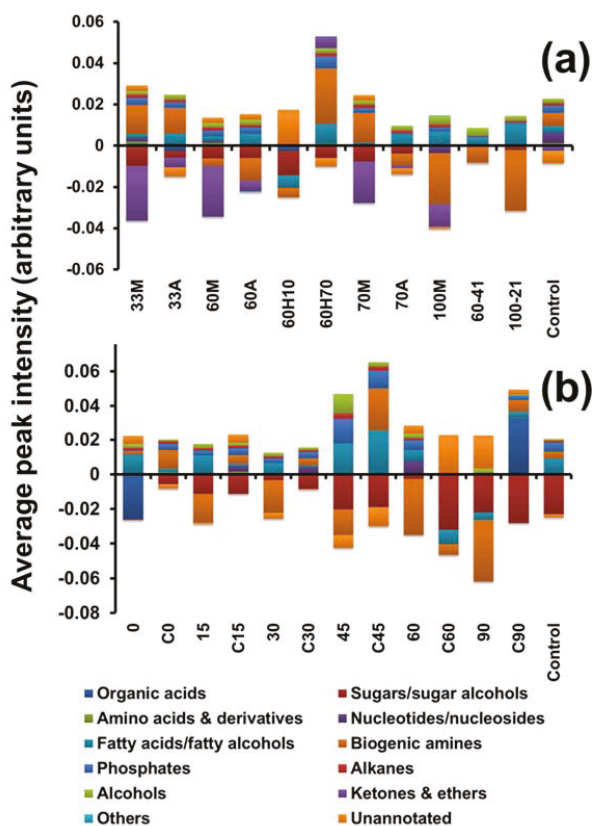 Average peak intensity (arbitrary units)
(a)
0.06
0.04
0.02
0
-0.02
-0.04
-0.06
33M 33A 60M 60A 60H10 60H70 70M 70A 100M 60-41 100-21 Control
(b)
0.06
0.04
0.02
0
-0.02
-0.04
-0.06
-0.08
0 C0 15 C15 30 C30 45 C45 60 C60 90 C90 Control
Organic acids Sugars/sugar alcohols
Amino acids & derivatives Nucleotides/nucleosides
Fatty acids/fatty alcohols Biogenic amines
Phosphates Alkanes
Alcohols Ketones & ethers
Others Unannotated